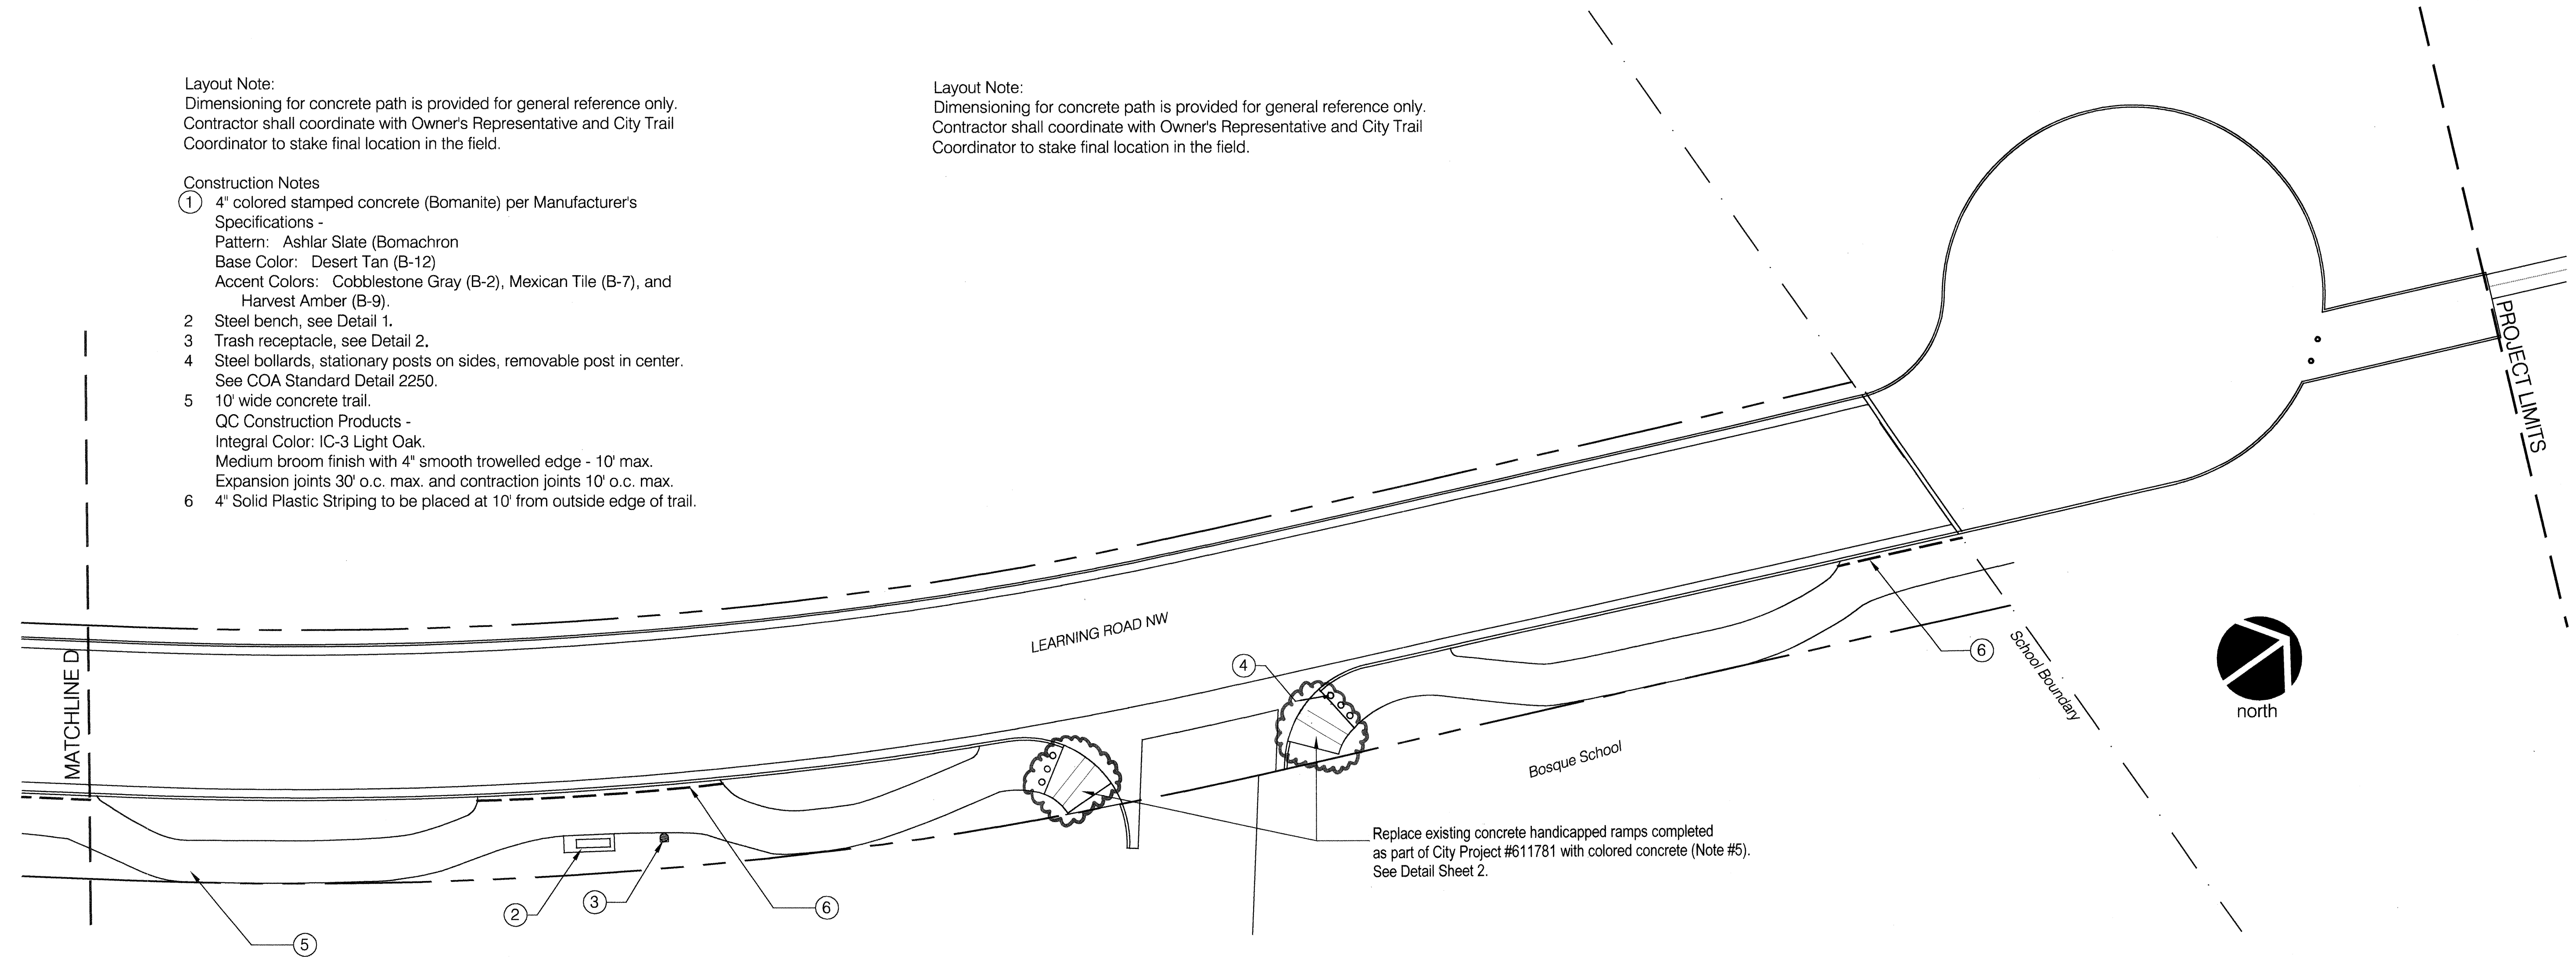 Layout Note:
Dimensioning for concrete path is provided for general reference only.
Contractor shall coordinate with Owner's Representative and City Trail
Coordinator to stake final location in the field.
Construction Notes
1 4" colored stamped concrete (Bomanite) per Manufacturer's
Specifications -
Pattern: Ashlar Slate (Bomachron
Base Color: Desert Tan (B-12)
Accent Colors: Cobblestone Gray (B-2), Mexican Tile (B-7), and
Harvest Amber (B-9).
2 Steel bench, see Detail 1.
3 Trash receptacle, see Detail 2.
4 Steel bollards, stationary posts on sides, removable post in center.
See COA Standard Detail 2250.
5 10' wide concrete trail.
QC Construction Products -
Integral Color: IC-3 Light Oak.
Medium broom finish with 4" smooth trowelled edge - 10' max.
Expansion joints 30' o.c. max. and contraction joints 10' o.c. max.
6 4" Solid Plastic Striping to be placed at 10' from outside edge of trail.
Layout Note:
Dimensioning for concrete path is provided for general reference only.
Contractor shall coordinate with Owner's Representative and City Trail
Coordinator to stake final location in the field.
PROJECT LIMITS
LEARNING ROAD NW
MATCHLINE D
4
6
School Boundary
north
Bosque School
Replace existing concrete handicapped ramps completed
as part of City Project #611781 with colored concrete (Note #5).
See Detail Sheet 2.
2
3
6
5